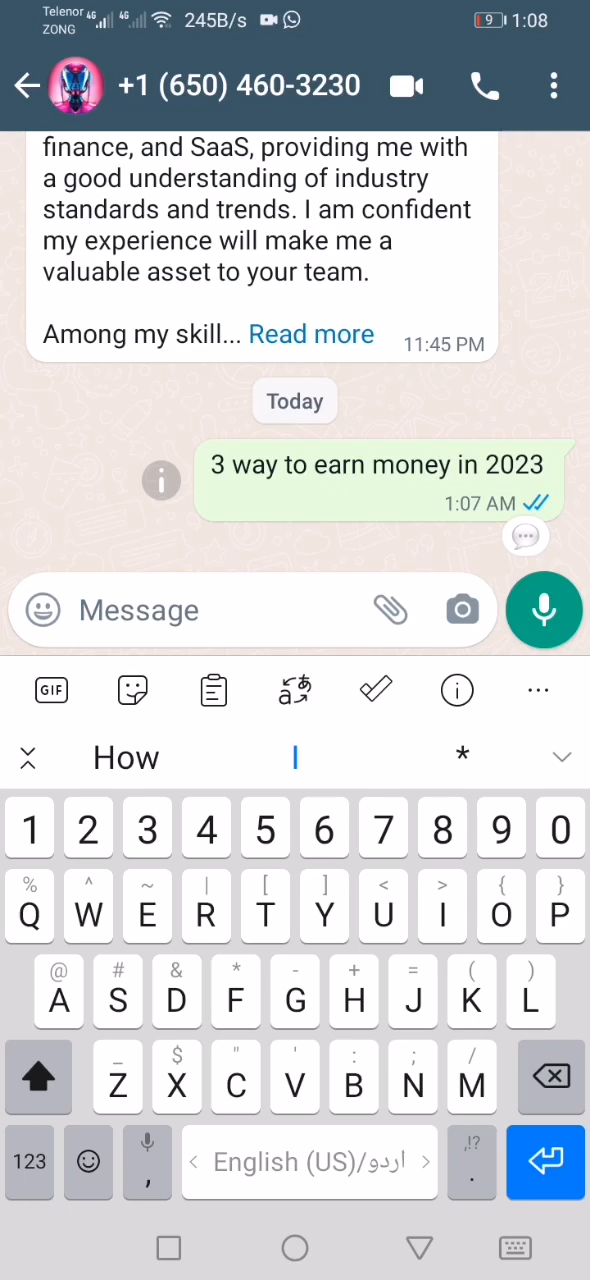 Telenor 4G 4G 245B/s 9 1:08
ZONG
+1 (650) 460-3230
finance, and SaaS, providing me with
a good understanding of industry
standards and trends. I am confident
my experience will make me a
valuable asset to your team.
Among my skill... Read more 11:45 PM
Today
3 way to earn money in 2023
1:07 AM
Message
GIF
How I *
1 2 3 4 5 6 7 8 9 0
% ^ ~ | [ ] < > { }
Q W E R T Y U I O P
@ # & * - + = ( )
A S D F G H J K L
_ $ " ' : ; /
Z X C V B N M
123 , < English (US)/اردو > ,!? .